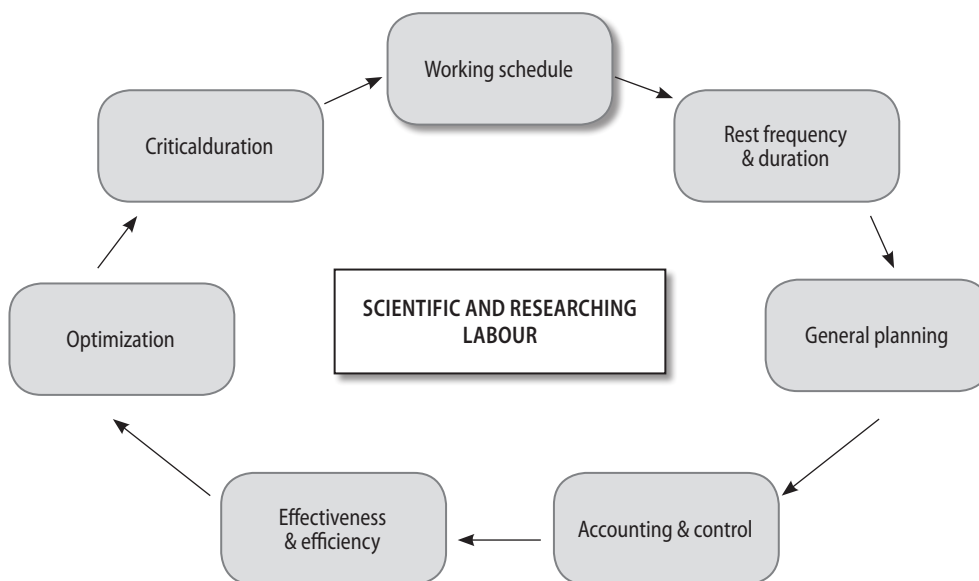 Working schedule
Rest frequency
& duration
Criticalduration
SCIENTIFIC AND RESEARCHING
LABOUR
General planning
Optimization
Accounting & control
Effectiveness
& efficiency